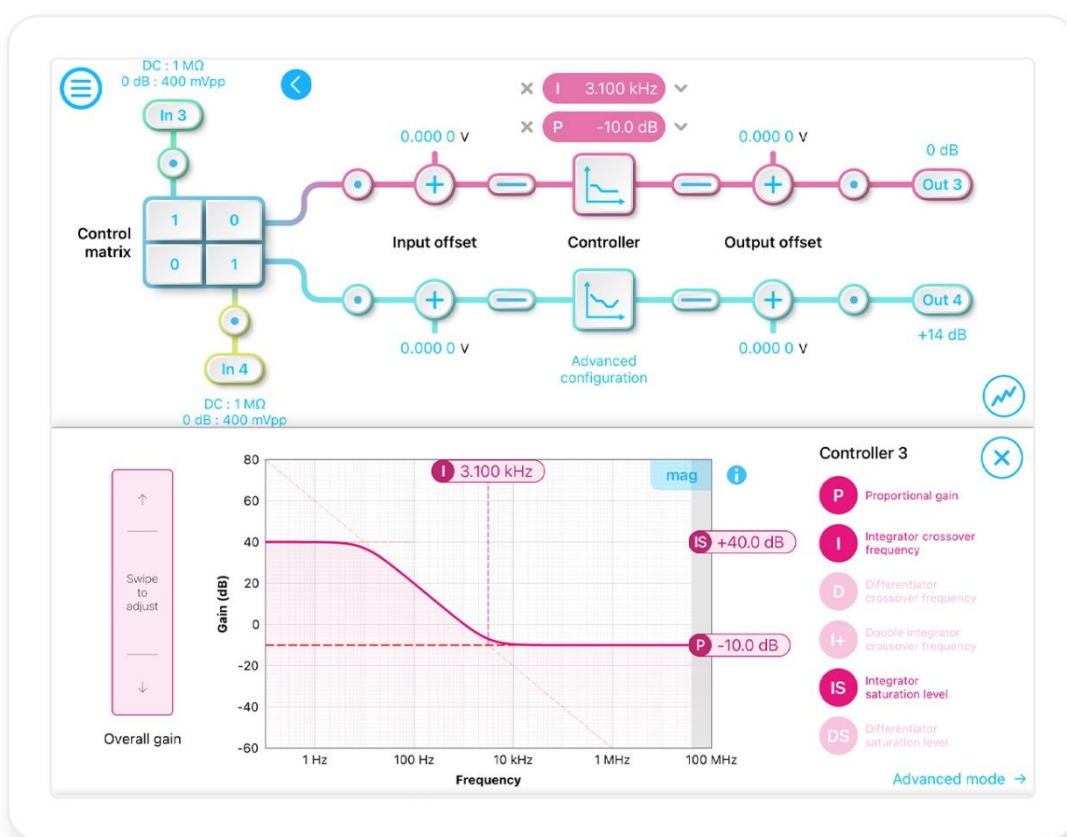 DC : 1 MΩ
0 dB : 400 mVpp
In 3
I 3.100 kHz
P -10.0 dB
0.000 0 V
0.000 0 V
0 dB
Out 3
Control
matrix
1 0
0 1
Input offset
Controller
Output offset
Out 4
+14 dB
0.000 0 V
Advanced
configuration
0.000 0 V
In 4
DC : 1 MΩ
0 dB : 400 mVpp
↑
Swipe
to
adjust
↓
Overall gain
Gain (dB)
80
60
40
20
0
-20
-40
-60
1 Hz
100 Hz
10 kHz
1 MHz
100 MHz
Frequency
I 3.100 kHz
mag
i
IS +40.0 dB
P -10.0 dB
Controller 3
P Proportional gain
I Integrator crossover
frequency
D Differentiator
crossover frequency
I+ Double integrator
crossover frequency
IS Integrator
saturation level
DS Differentiator
saturation level
Advanced mode →